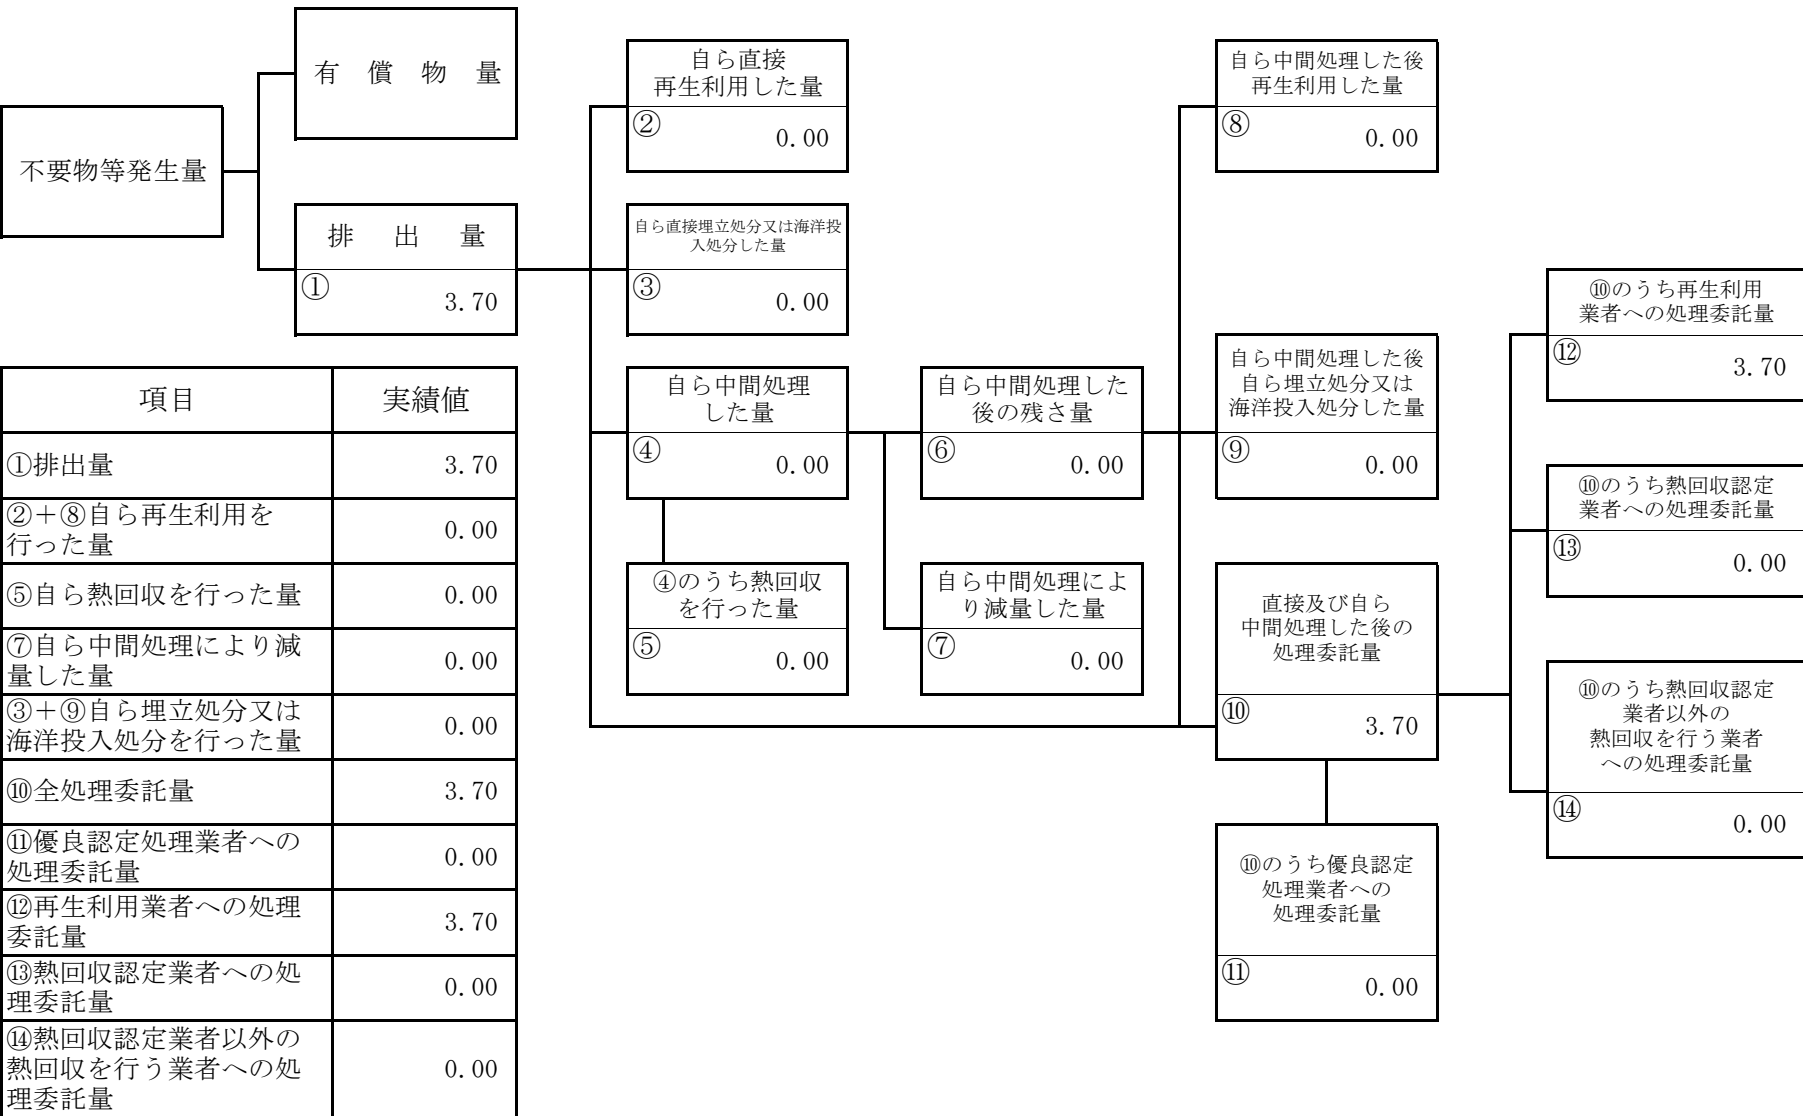 有償物量
不要物等発生量
排出量
①
3.70
自ら直接
再生利用した量
②
0.00
自ら直接埋立処分又は海洋投
入処分した量
③
0.00
自ら中間処理
した量
④
0.00
④のうち熱回収
を行った量
⑤
0.00
自ら中間処理した
後の残さ量
⑥
0.00
自ら中間処理によ
り減量した量
⑦
0.00
自ら中間処理した後
再生利用した量
⑧
0.00
自ら中間処理した後
自ら埋立処分又は
海洋投入処分した量
⑨
0.00
直接及び自ら
中間処理した後の
処理委託量
⑩
3.70
⑩のうち優良認定
処理業者への
処理委託量
⑪
0.00
⑩のうち再生利用
業者への処理委託量
⑫
3.70
⑩のうち熱回収認定
業者への処理委託量
⑬
0.00
⑩のうち熱回収認定
業者以外の
熱回収を行う業者
への処理委託量
⑭
0.00
項目 実績値
①排出量 3.70
②＋⑧自ら再生利用を
行った量 0.00
⑤自ら熱回収を行った量 0.00
⑦自ら中間処理により減
量した量 0.00
③＋⑨自ら埋立処分又は
海洋投入処分を行った量 0.00
⑩全処理委託量 3.70
⑪優良認定処理業者への
処理委託量 0.00
⑫再生利用業者への処理
委託量 3.70
⑬熱回収認定業者への処
理委託量 0.00
⑭熱回収認定業者以外の
熱回収を行う業者への処 0.00
理委託量